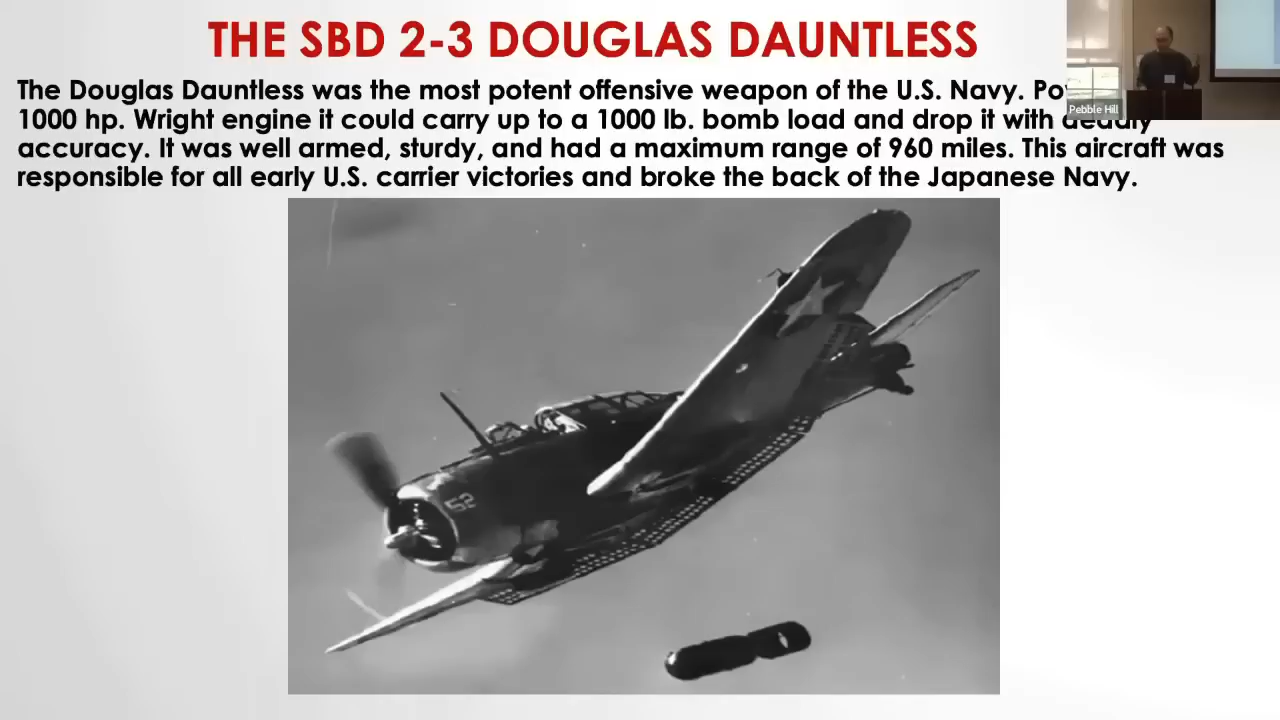 THE SBD 2-3 DOUGLAS DAUNTLESS
The Douglas Dauntless was the most potent offensive weapon of the U.S. Navy.
1000 hp. Wright engine it could carry up to a 1000 lb. bomb load and drop it with deadly
accuracy. It was well armed, sturdy, and had a maximum range of 960 miles. This aircraft was
responsible for all early U.S. carrier victories and broke the back of the Japanese Navy.
Pebble Hill
52